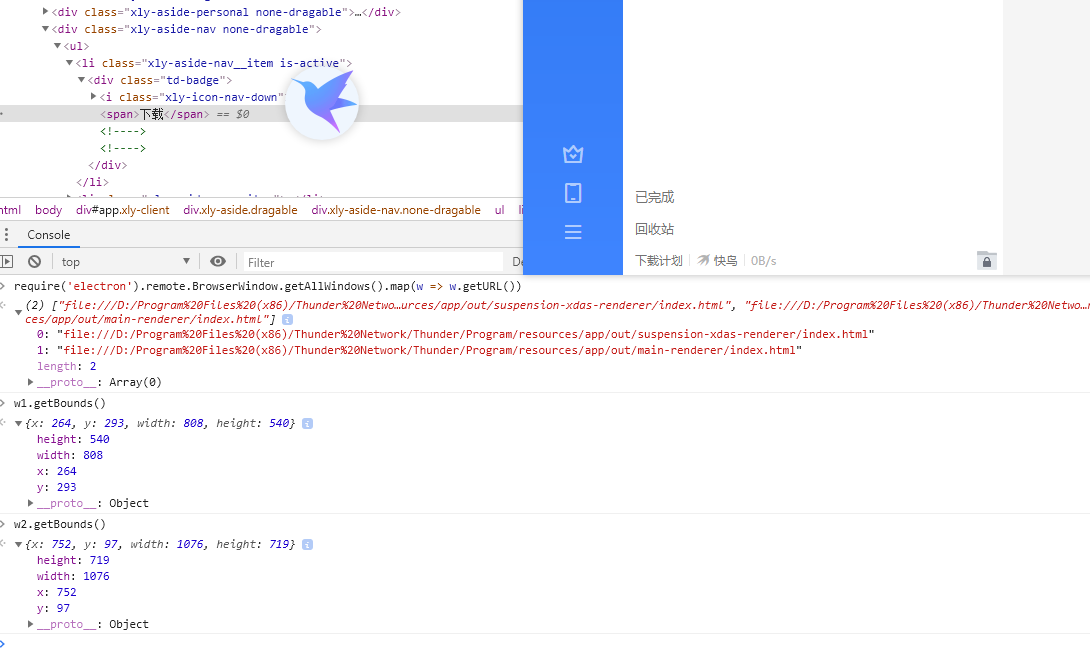 <div class="xly-aside-personal none-dragable">…</div>
<div class="xly-aside-nav none-dragable">
<ul>
<li class="xly-aside-nav__item is-active">
<div class="td-badge">
<i class="xly-icon-nav-down"
<span>下载</span> == $0
<!---->
<!---->
</div>
</li>
html body div#app.xly-client div.xly-aside.dragable div.xly-aside-nav.none-dragable ul li
已完成
回收站
下载计划 快鸟 0B/s
Console
top Filter De
require('electron').remote.BrowserWindow.getAllWindows().map(w => w.getURL())
(2) ["file:///D:/Program%20Files%20(x86)/Thunder%20Netwo…urces/app/out/suspension-xdas-renderer/index.html", "file:///D:/Program%20Files%20(x86)/Thunder%20Netwo…
rces/app/out/main-renderer/index.html"]
0: "file:///D:/Program%20Files%20(x86)/Thunder%20Network/Thunder/Program/resources/app/out/suspension-xdas-renderer/index.html"
1: "file:///D:/Program%20Files%20(x86)/Thunder%20Network/Thunder/Program/resources/app/out/main-renderer/index.html"
length: 2
__proto__: Array(0)
w1.getBounds()
{x: 264, y: 293, width: 808, height: 540}
height: 540
width: 808
x: 264
y: 293
__proto__: Object
w2.getBounds()
{x: 752, y: 97, width: 1076, height: 719}
height: 719
width: 1076
x: 752
y: 97
__proto__: Object